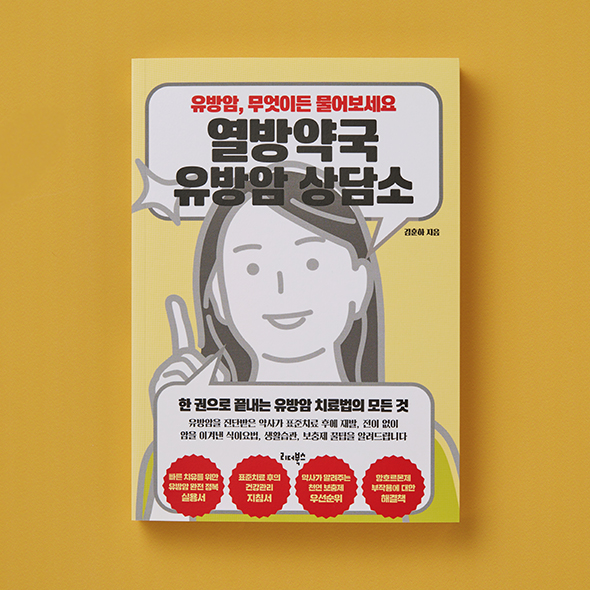 유방암, 무엇이든 물어보세요
열방약국
유방암 상담소
김훈하 지음
한 권으로 끝내는 유방암 치료법의 모든 것
유방암을 진단받은 약사가 표준치료 후에 재발, 전이 없이
암을 이겨낸 식이요법, 생활습관, 보충제 꿀팁을 알려드립니다
리더북스
빠른 치유를 위한
유방암 완전 정복
실용서
표준치료 후의
건강관리
지침서
약사가 알려주는
천연 보충제
우선순위
항호르몬제
부작용에 대한
해결책